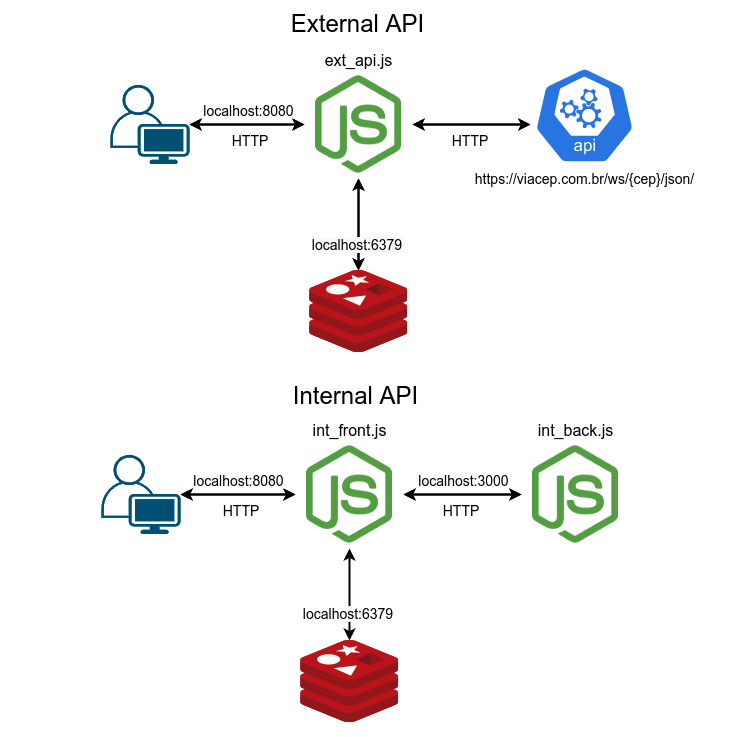 External API
ext_api.js
localhost:8080
HTTP
JS
HTTP
api
https://viacep.com.br/ws/{cep}/json/
localhost:6379
Internal API
int_front.js
int_back.js
localhost:8080
HTTP
JS
localhost:3000
HTTP
JS
localhost:6379